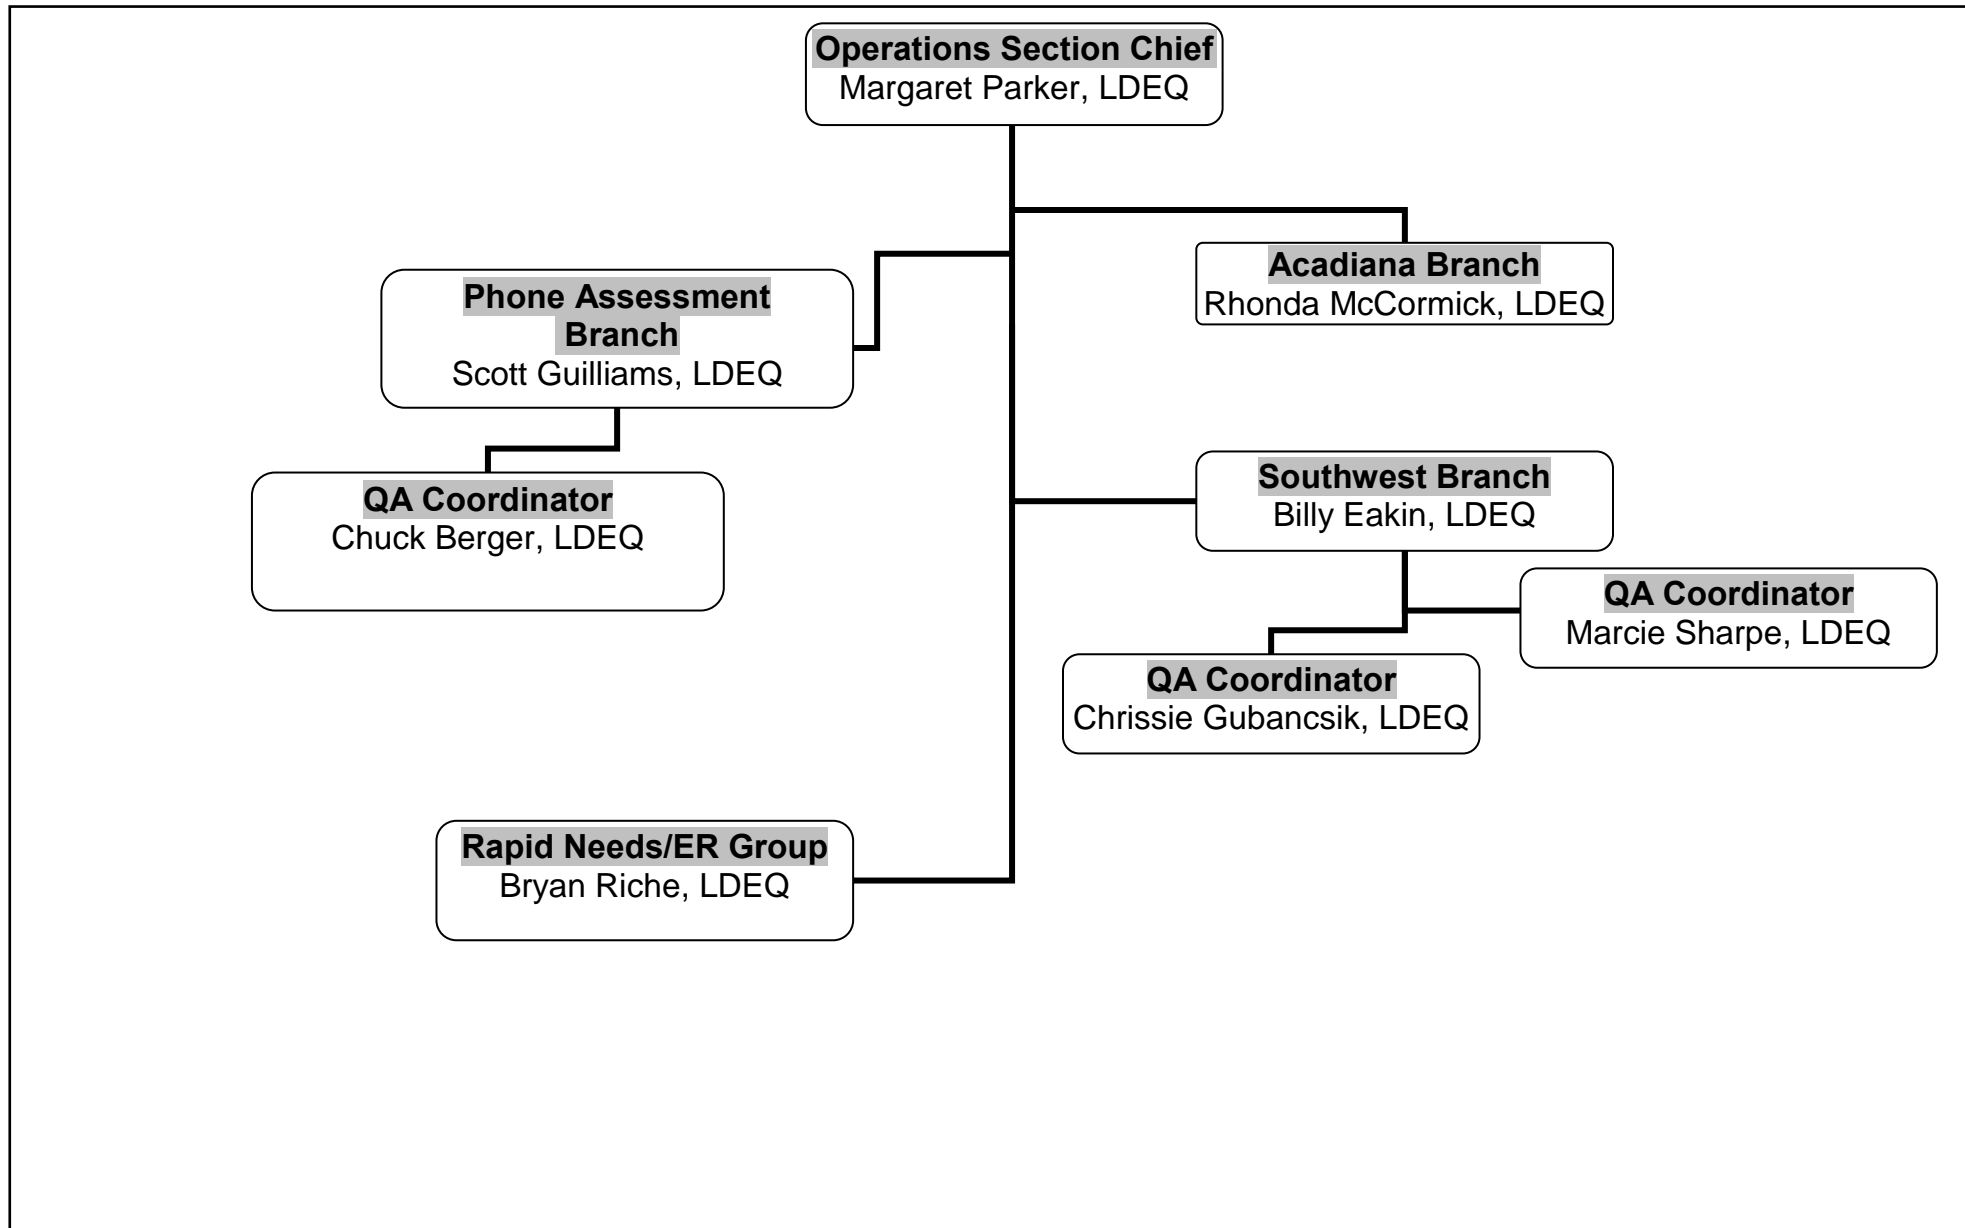 Operations Section Chief
Margaret Parker, LDEQ
Acadiana Branch
Rhonda McCormick, LDEQ
Phone Assessment
Branch
Scott Guilliams, LDEQ
QA Coordinator
Chuck Berger, LDEQ
Southwest Branch
Billy Eakin, LDEQ
QA Coordinator
Marcie Sharpe, LDEQ
QA Coordinator
Chrissie Gubancsik, LDEQ
Rapid Needs/ER Group
Bryan Riche, LDEQ